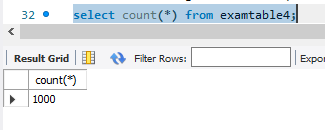 32 select count(*) from examtable4;
Result Grid Filter Rows: Expor
count(*)
1000